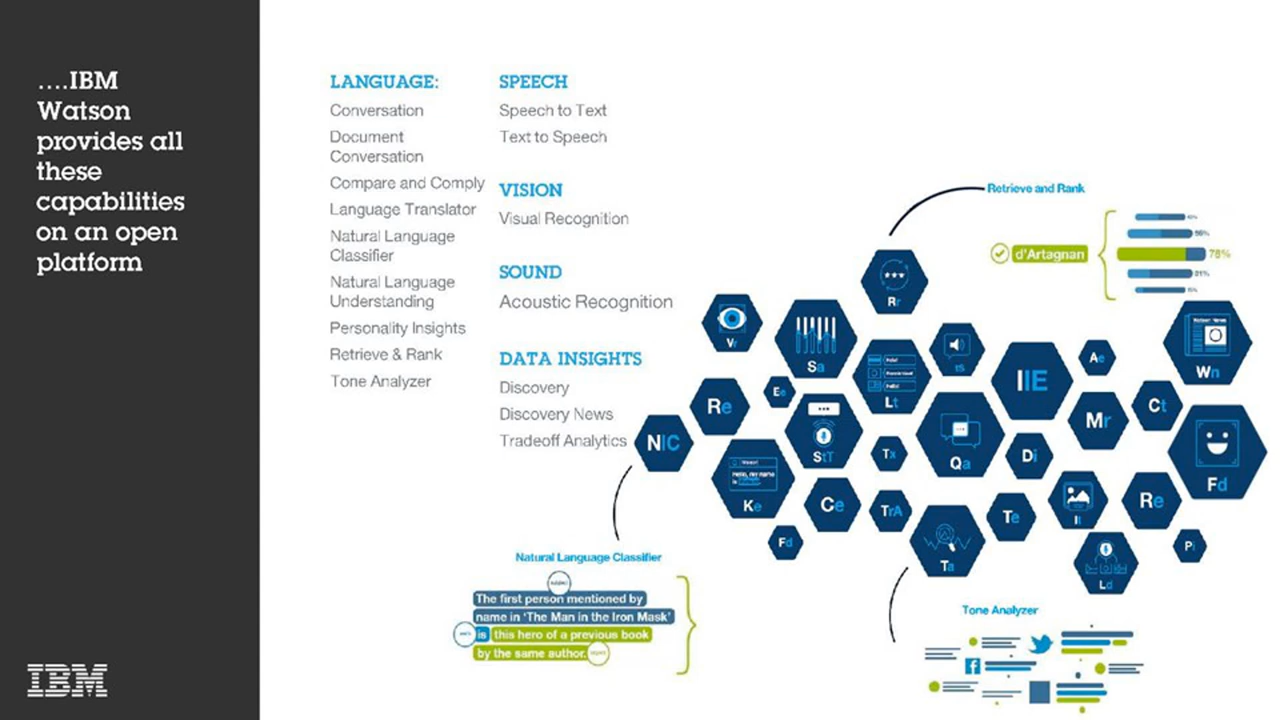 ....IBM
Watson
provides all
these
capabilities
on an open
platform
IBM
LANGUAGE:
Conversation
Document
Conversation
Compare and Comply
Language Translator
Natural Language
Classifier
Natural Language
Understanding
Personality Insights
Retrieve & Rank
Tone Analyzer
SPEECH
Speech to Text
Text to Speech
VISION
Visual Recognition
SOUND
Acoustic Recognition
DATA INSIGHTS
Discovery
Discovery News
Tradeoff Analytics
Retrieve and Rank
d'Artagnan
78%
Rr
Vr
Sa
Lt
tS
IIE
Ae
Watson News
Wn
NIC
Re
Ee
StT
Tx
Qa
Di
Mr
Ct
Fd
Ke
Ce
TrA
Te
It
Re
Fd
Ta
Ld
Pi
Natural Language Classifier
The first person mentioned by
name in 'The Man in the Iron Mask'
is this hero of a previous book
by the same author.
Tone Analyzer